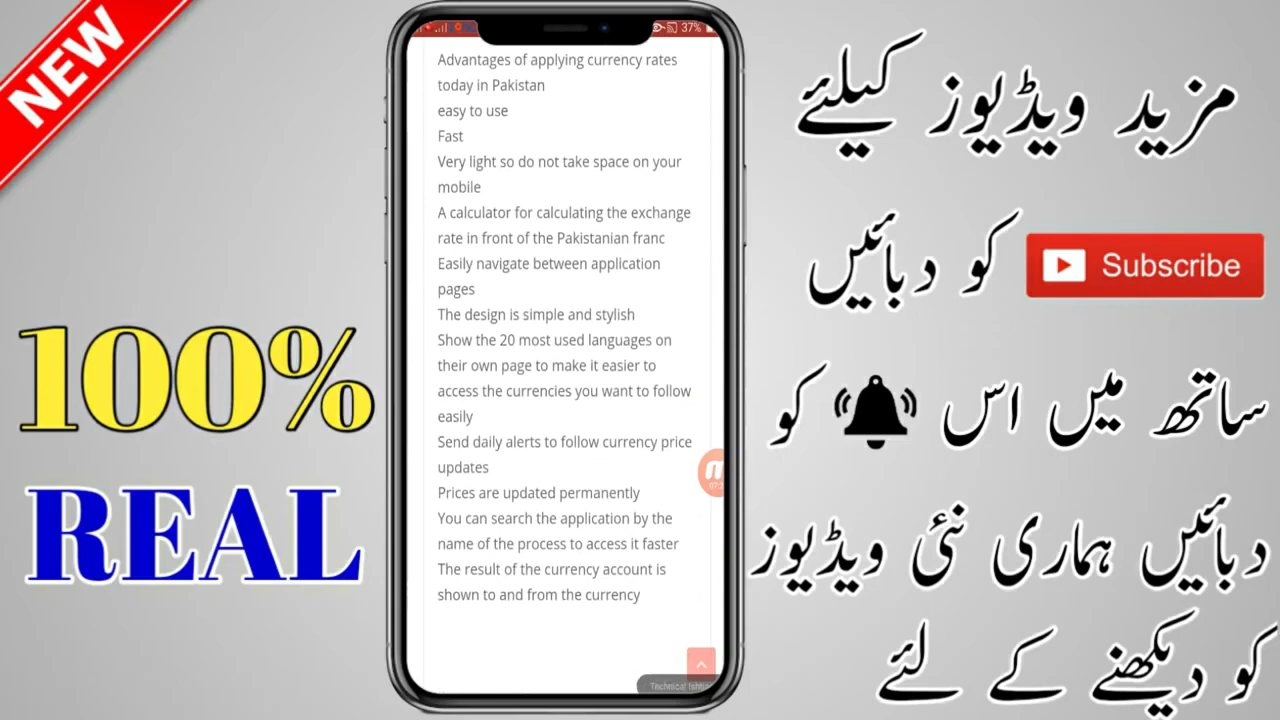 NEW
100%
REAL
37%
Advantages of applying currency rates
today in Pakistan
easy to use
Fast
Very light so do not take space on your
mobile
A calculator for calculating the exchange
rate in front of the Pakistanian franc
Easily navigate between application
pages
The design is simple and stylish
Show the 20 most used languages on
their own page to make it easier to
access the currencies you want to follow
easily
Send daily alerts to follow currency price
updates
Prices are updated permanently
You can search the application by the
name of the process to access it faster
The result of the currency account is
shown to and from the currency
Technical
مزید ویڈیوز کیلئے
Subscribe کو دبائیں
ساتھ میں اس کو
دبائیں ہماری نئی ویڈیوز
کو دیکھنے کے لئے